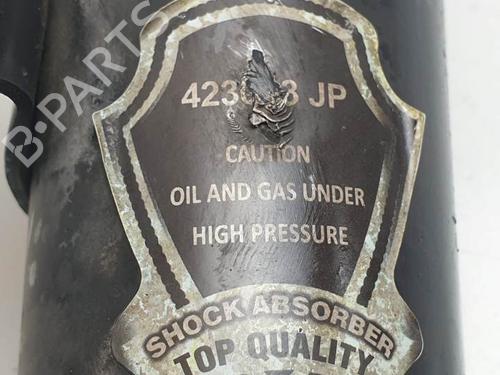 B-PARTS
JP
CAUTION
OIL AND GAS UNDER
HIGH PRESSURE
SHOCK ABSORBER
TOP QUALITY